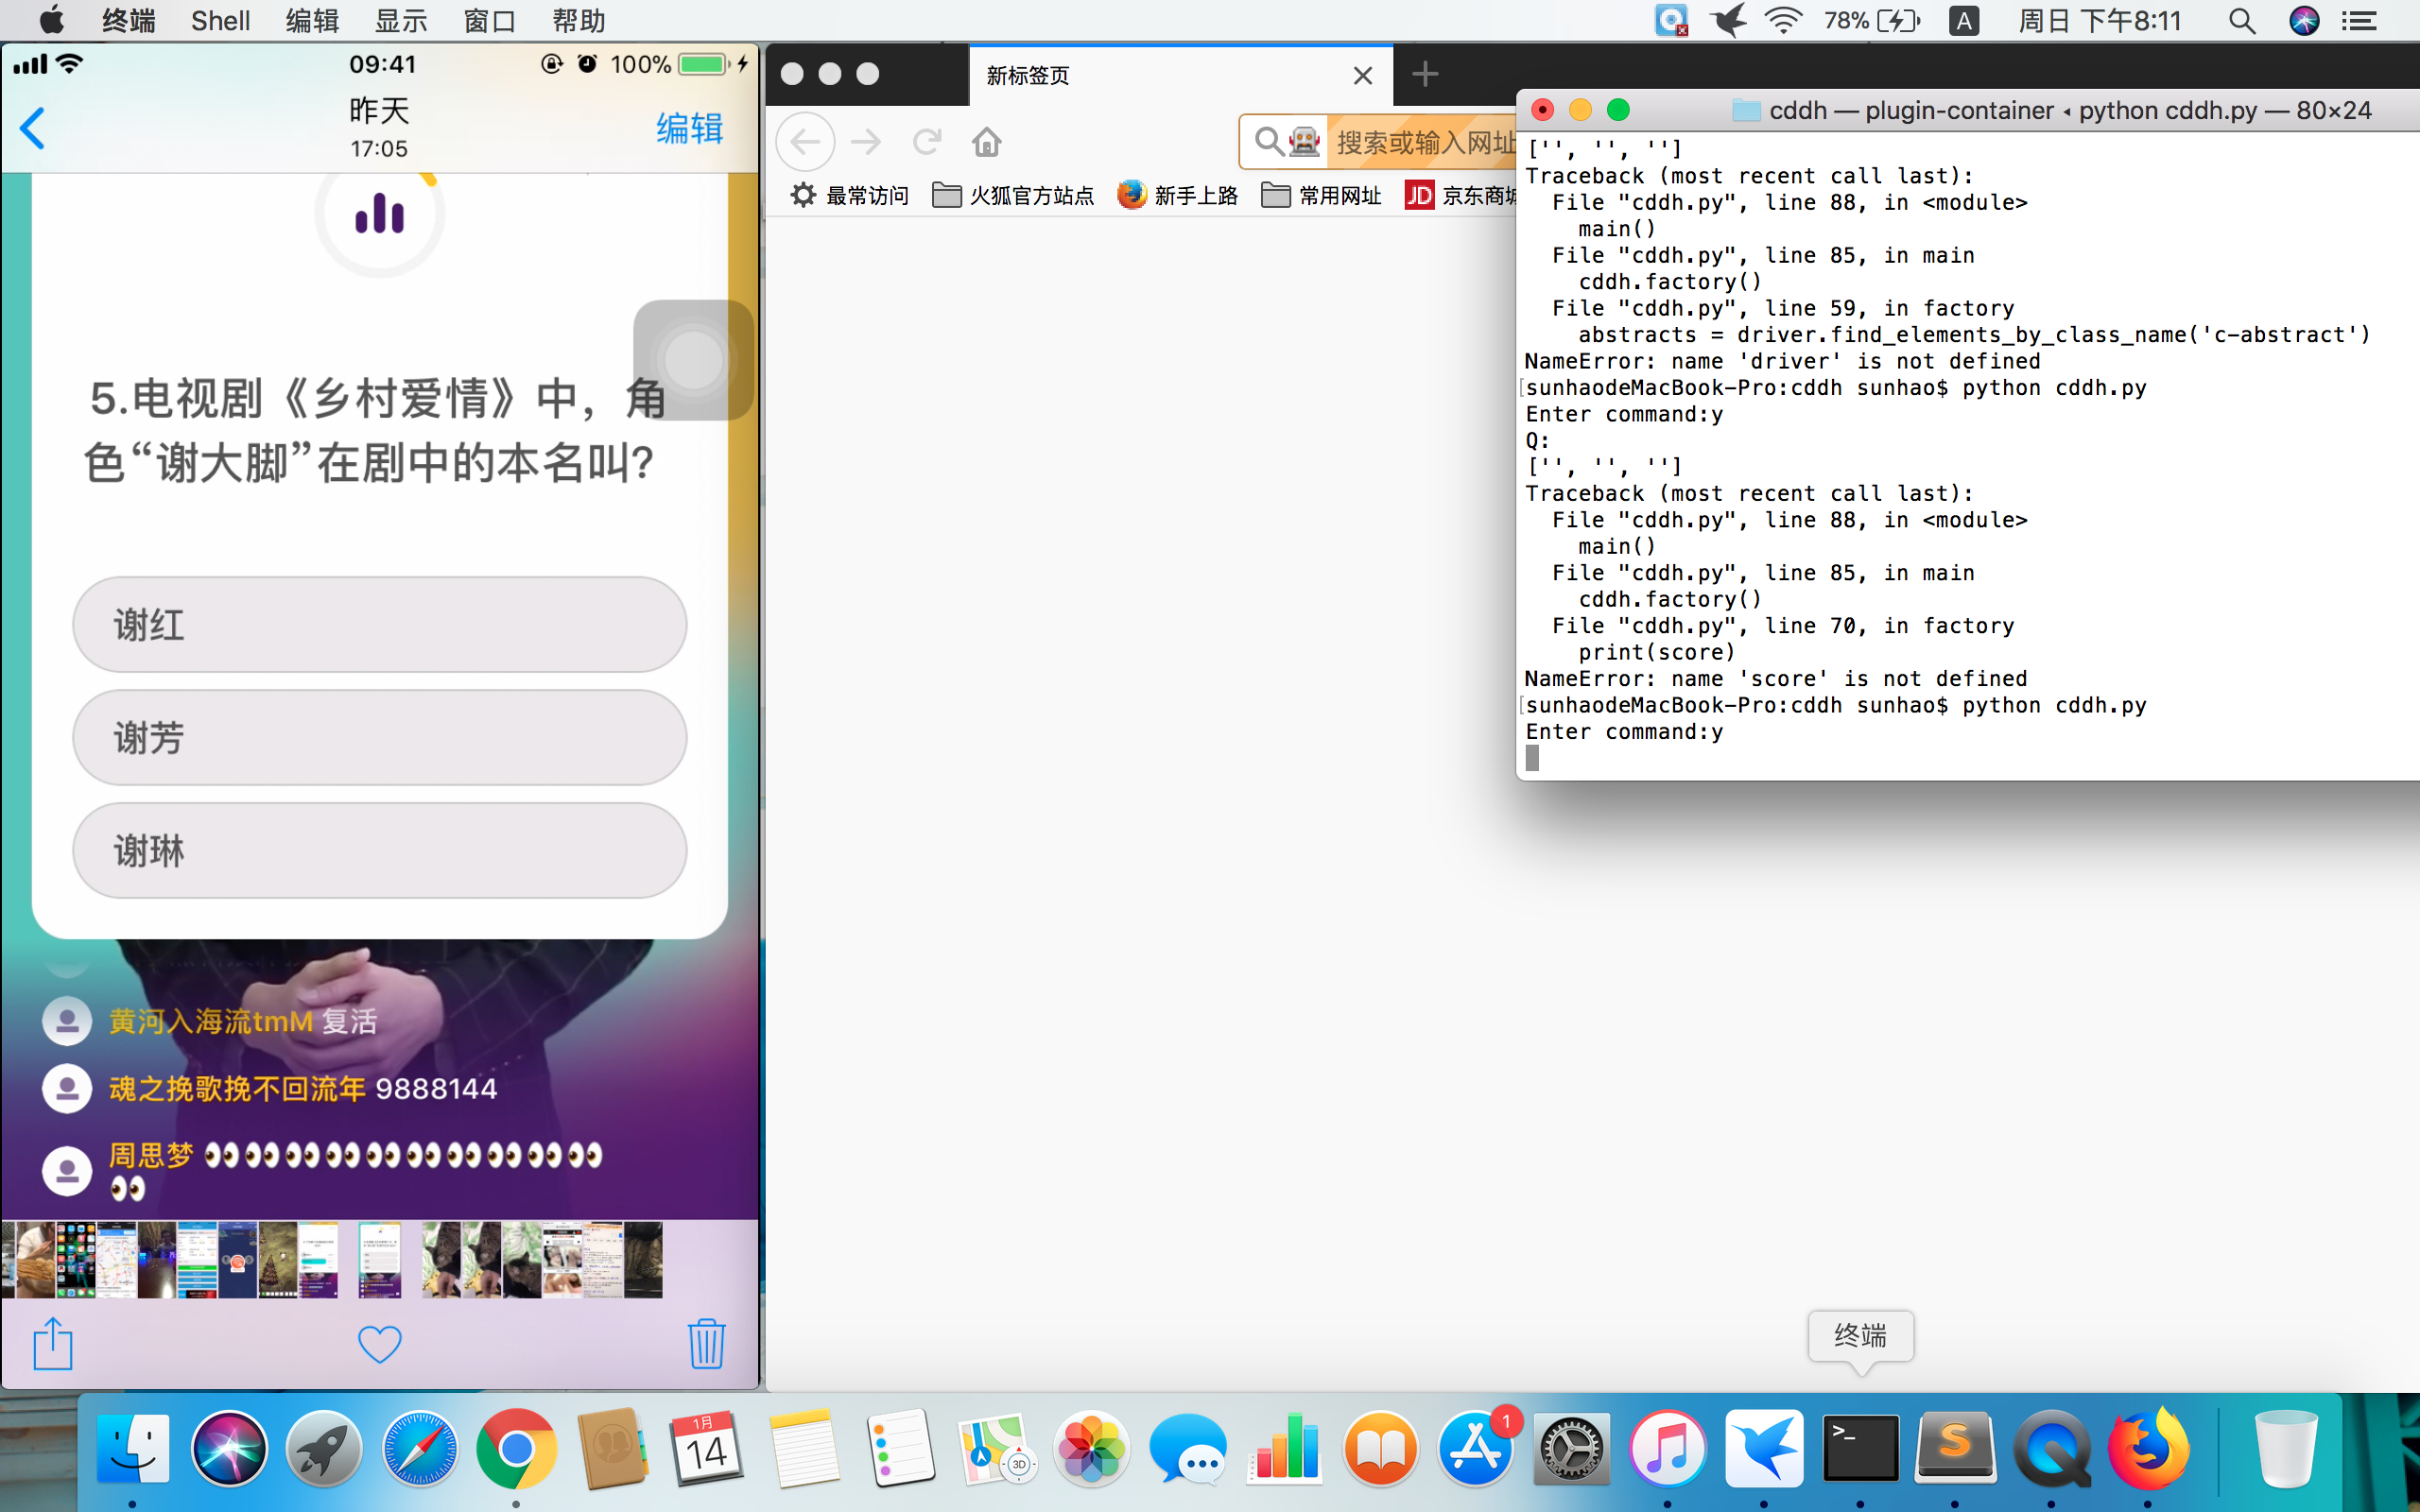 终端 Shell 编辑 显示 窗口 帮助
78% A 周日 下午8:11
09:41
100%
昨天
17:05
编辑
5.电视剧《乡村爱情》中，角
色“谢大脚”在剧中的本名叫?
谢红
谢芳
谢琳
黄河入海流tmM 复活
魂之挽歌挽不回流年 9888144
周思梦 👀👀👀👀👀👀👀👀👀👀
👀
新标签页
搜索或输入网址
最常访问 火狐官方站点 新手上路 常用网址 JD 京东商城
cddh — plugin-container ◂ python cddh.py — 80×24
['', '', '']
Traceback (most recent call last):
  File "cddh.py", line 88, in <module>
    main()
  File "cddh.py", line 85, in main
    cddh.factory()
  File "cddh.py", line 59, in factory
    abstracts = driver.find_elements_by_class_name('c-abstract')
NameError: name 'driver' is not defined
[sunhaodeMacBook-Pro:cddh sunhao$ python cddh.py
Enter command:y
Q:
['', '', '']
Traceback (most recent call last):
  File "cddh.py", line 88, in <module>
    main()
  File "cddh.py", line 85, in main
    cddh.factory()
  File "cddh.py", line 70, in factory
    print(score)
NameError: name 'score' is not defined
[sunhaodeMacBook-Pro:cddh sunhao$ python cddh.py
Enter command:y
终端
1月
14
3D
1
>_
S